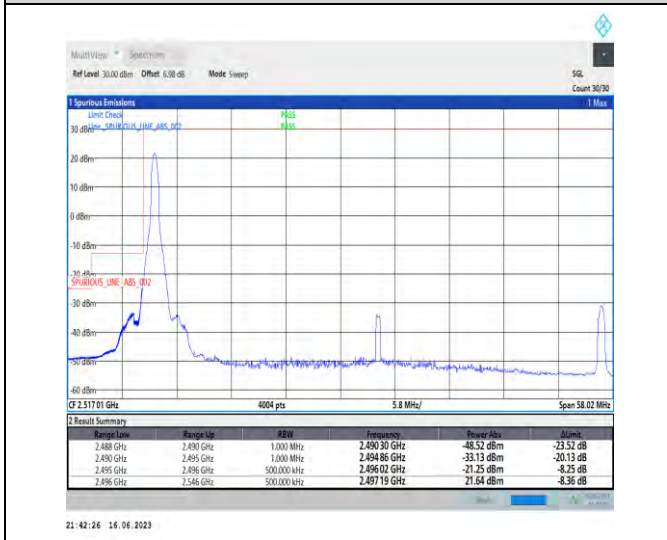 MultiView Spectrum
Ref Level 30.00 dBm Offset 6.98 dB Mode Sweep SGL
Count 30/30
1 Spurious Emissions 1 Max
Limit Check PASS
30 dBm Line _SPURIOUS_LINE_ABS_002 PASS
20 dBm
10 dBm
0 dBm
-10 dBm
-20 dBm
SPURIOUS_LINE_ABS_002
-30 dBm
-40 dBm
-50 dBm
-60 dBm
CF 2.51701 GHz 4004 pts 5.8 MHz/ Span 58.02 MHz
2 Result Summary
Range Low Range Up RBW Frequency Power Abs ΔLimit
2.488 GHz 2.490 GHz 1.000 MHz 2.490 30 GHz -48.52 dBm -23.52 dB
2.490 GHz 2.495 GHz 1.000 MHz 2.494 86 GHz -33.13 dBm -20.13 dB
2.495 GHz 2.496 GHz 500.000 kHz 2.496 02 GHz -21.25 dBm -8.25 dB
2.496 GHz 2.546 GHz 500.000 kHz 2.497 19 GHz 21.64 dBm -8.36 dB
21:42:26 16.06.2023